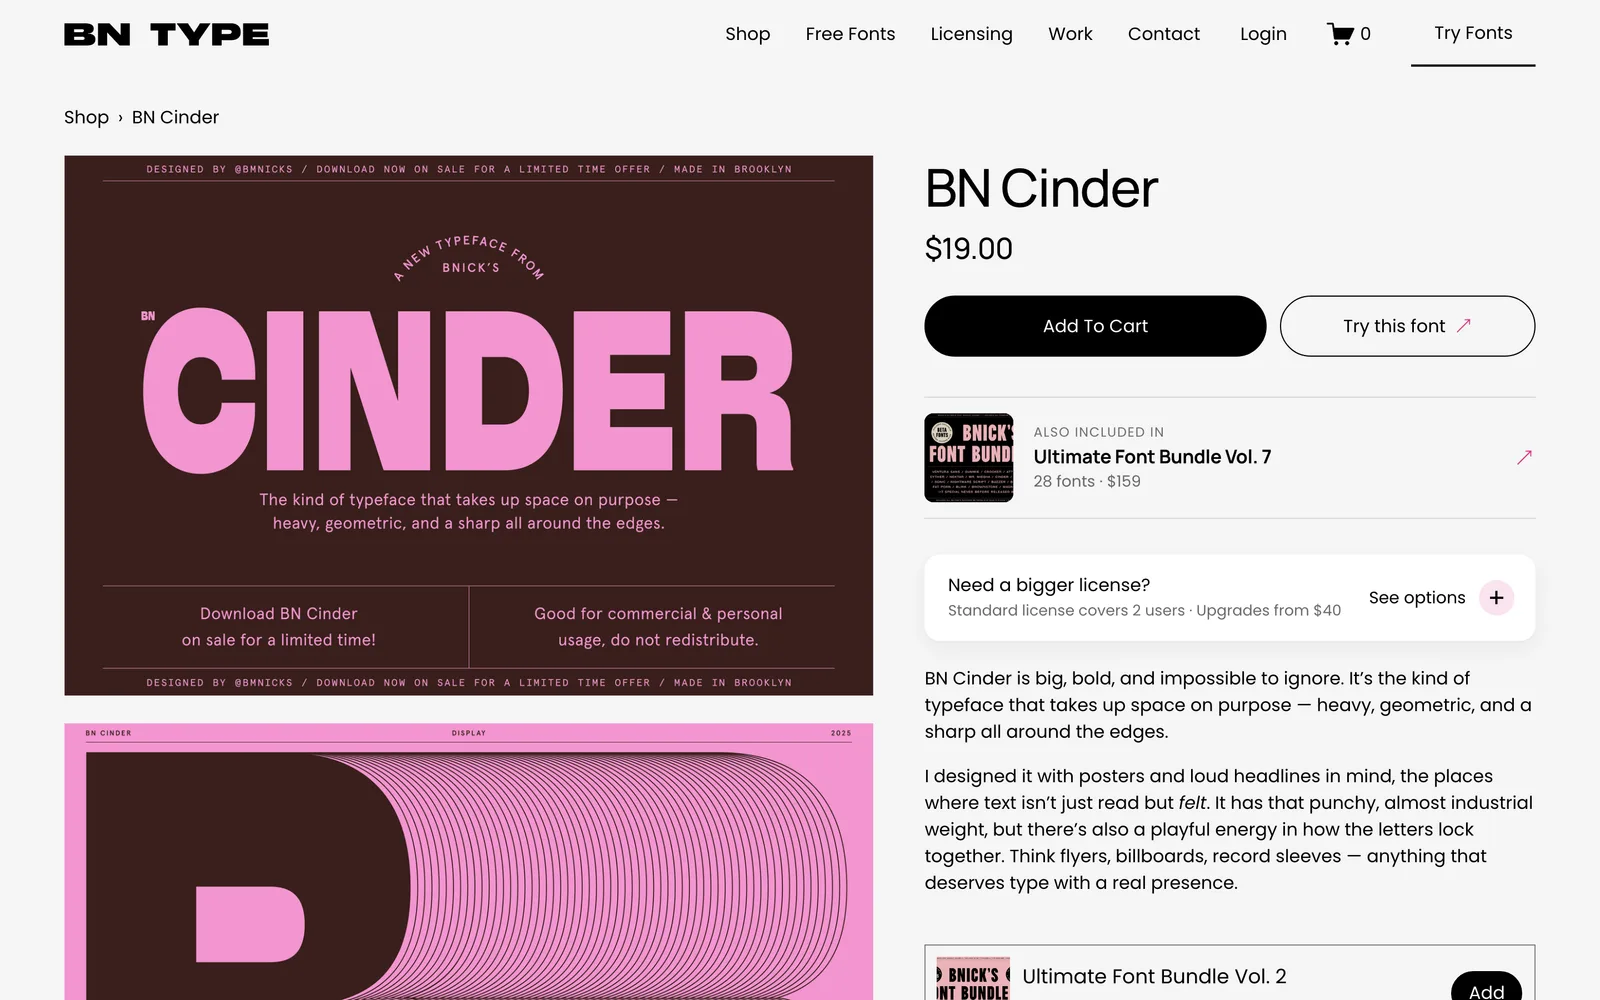 BN TYPE
Shop
Free Fonts
Licensing
Work
Contact
Login
0
Try Fonts
Shop › BN Cinder
DESIGNED BY @BMNICKS / DOWNLOAD NOW ON SALE FOR A LIMITED TIME OFFER / MADE IN BROOKLYN
A NEW TYPEFACE FROM
BNICK'S
BN
CINDER
The kind of typeface that takes up space on purpose —
heavy, geometric, and a sharp all around the edges.
Download BN Cinder
on sale for a limited time!
Good for commercial & personal
usage, do not redistribute.
DESIGNED BY @BMNICKS / DOWNLOAD NOW ON SALE FOR A LIMITED TIME OFFER / MADE IN BROOKLYN
BN CINDER
DISPLAY
2025
BN Cinder
$19.00
Add To Cart
Try this font
BETA
FONTS
BNICK'S
FONT BUND
ALSO INCLUDED IN
Ultimate Font Bundle Vol. 7
28 fonts · $159
Need a bigger license?
Standard license covers 2 users · Upgrades from $40
See options
BN Cinder is big, bold, and impossible to ignore. It’s the kind of
typeface that takes up space on purpose — heavy, geometric, and a
sharp all around the edges.
I designed it with posters and loud headlines in mind, the places
where text isn’t just read but felt. It has that punchy, almost industrial
weight, but there’s also a playful energy in how the letters lock
together. Think flyers, billboards, record sleeves — anything that
deserves type with a real presence.
BNICK'S
NT BUNDLE
Ultimate Font Bundle Vol. 2
Add